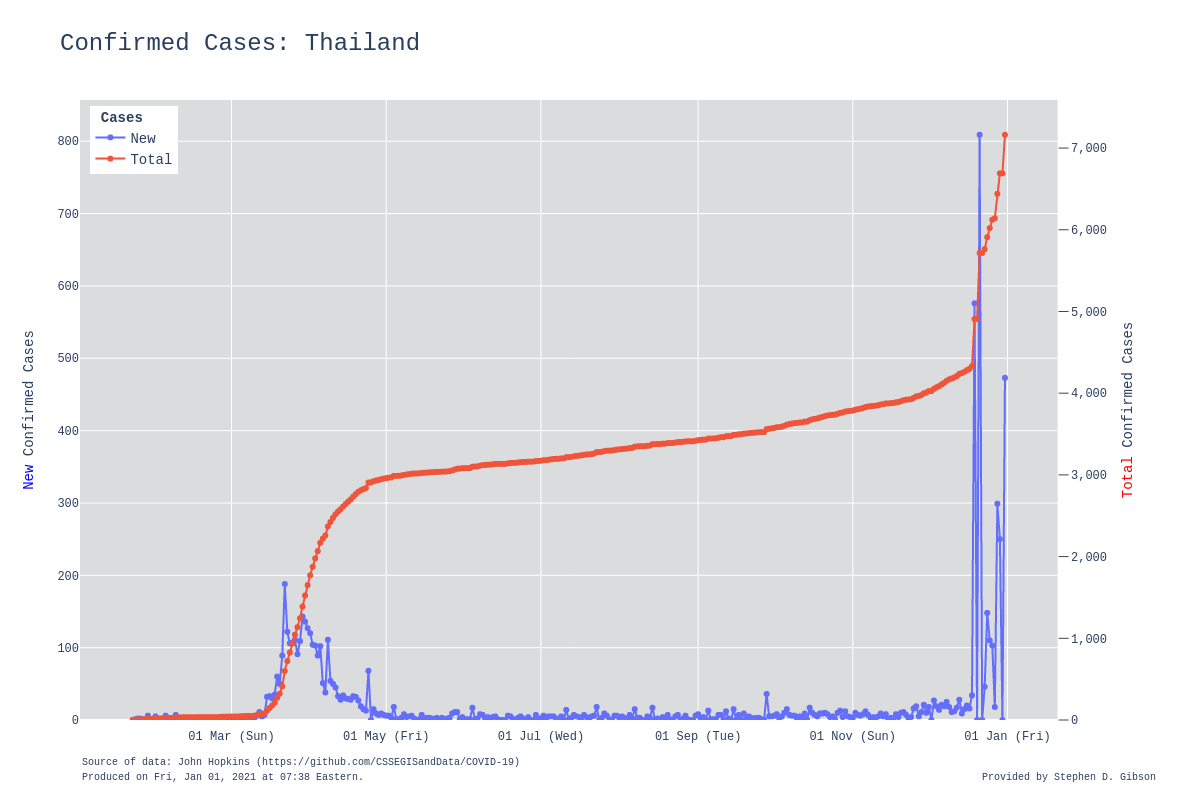 Confirmed Cases: Thailand
Cases
New
Total
800
700
600
500
400
300
200
100
0
7,000
6,000
5,000
4,000
3,000
2,000
1,000
0
New Confirmed Cases
Total Confirmed Cases
01 Mar (Sun) 01 May (Fri) 01 Jul (Wed) 01 Sep (Tue) 01 Nov (Sun) 01 Jan (Fri)
Source of data: John Hopkins (https://github.com/CSSEGISandData/COVID-19)
Produced on Fri, Jan 01, 2021 at 07:38 Eastern.
Provided by Stephen D. Gibson